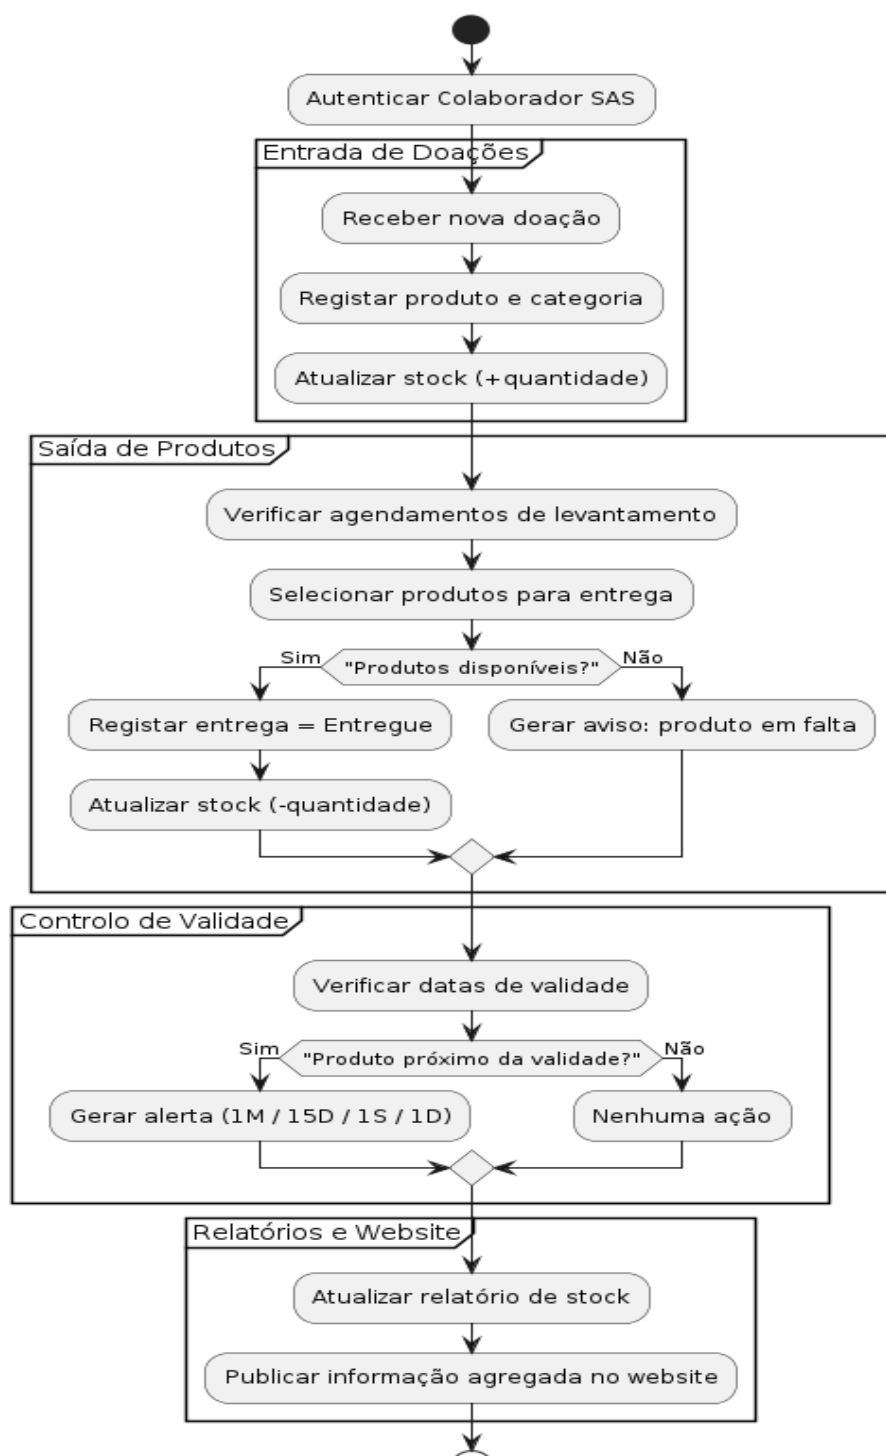 Autenticar Colaborador SAS
Entrada de Doações
Receber nova doação
Registar produto e categoria
Atualizar stock (+quantidade)
Saída de Produtos
Verificar agendamentos de levantamento
Selecionar produtos para entrega
Sim
"Produtos disponíveis?"
Não
Registar entrega = Entregue
Gerar aviso: produto em falta
Atualizar stock (-quantidade)
Controlo de Validade
Verificar datas de validade
Sim
"Produto próximo da validade?"
Não
Gerar alerta (1M / 15D / 1S / 1D)
Nenhuma ação
Relatórios e Website
Atualizar relatório de stock
Publicar informação agregada no website